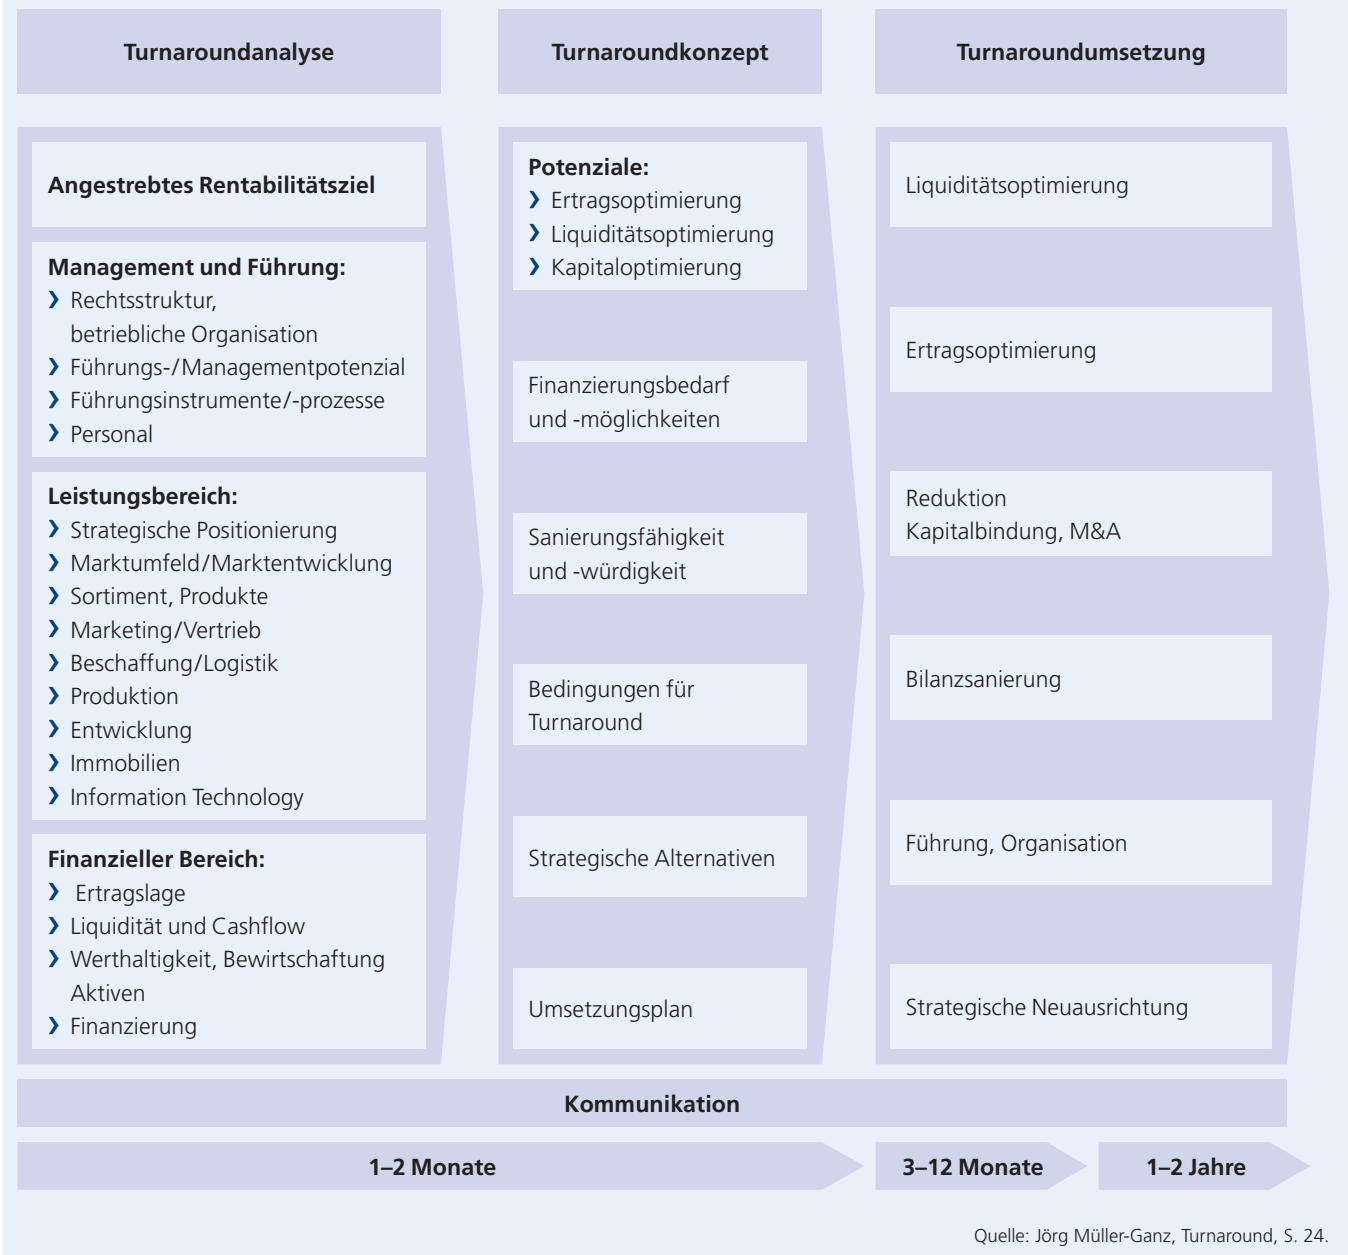 Turnaroundanalyse
Turnaroundkonzept
Turnaroundumsetzung
Angestrebtes Rentabilitätsziel
Management und Führung:
❯ Rechtsstruktur,
betriebliche Organisation
❯ Führungs-/Managementpotenzial
❯ Führungsinstrumente/-prozesse
❯ Personal
Leistungsbereich:
❯ Strategische Positionierung
❯ Marktumfeld/Marktentwicklung
❯ Sortiment, Produkte
❯ Marketing/Vertrieb
❯ Beschaffung/Logistik
❯ Produktion
❯ Entwicklung
❯ Immobilien
❯ Information Technology
Finanzieller Bereich:
❯ Ertragslage
❯ Liquidität und Cashflow
❯ Werthaltigkeit, Bewirtschaftung
Aktiven
❯ Finanzierung
Potenziale:
❯ Ertragsoptimierung
❯ Liquiditätsoptimierung
❯ Kapitaloptimierung
Finanzierungsbedarf
und -möglichkeiten
Sanierungsfähigkeit
und -würdigkeit
Bedingungen für
Turnaround
Strategische Alternativen
Umsetzungsplan
Liquiditätsoptimierung
Ertragsoptimierung
Reduktion
Kapitalbindung, M&A
Bilanzsanierung
Führung, Organisation
Strategische Neuausrichtung
Kommunikation
1–2 Monate
3–12 Monate
1–2 Jahre
Quelle: Jörg Müller-Ganz, Turnaround, S. 24.